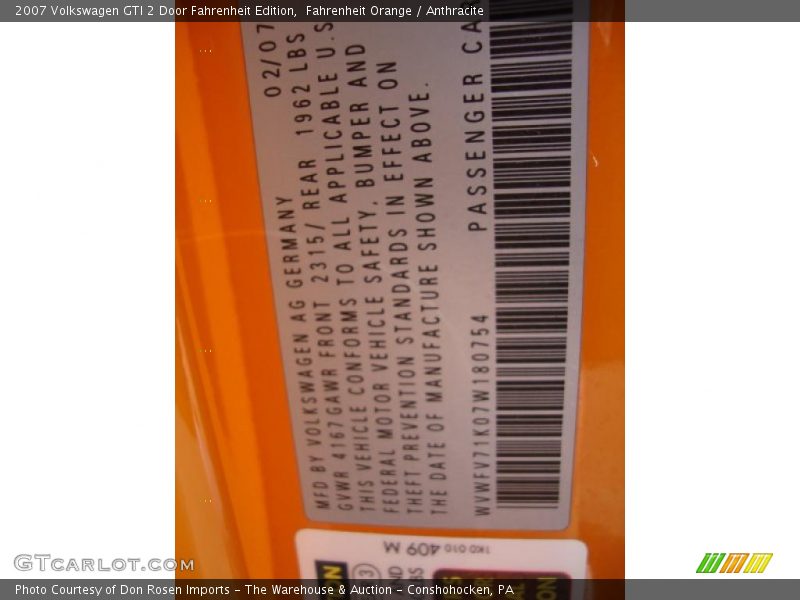 2007 Volkswagen GTI 2 Door Fahrenheit Edition, Fahrenheit Orange / Anthracite
MFD BY VOLKSWAGEN AG GERMANY 02/07
GVWR 4167GAWR FRONT 2315/ REAR 1962 LBS
THIS VEHICLE CONFORMS TO ALL APPLICABLE U.S
FEDERAL MOTOR VEHICLE SAFETY, BUMPER AND
THEFT PREVENTION STANDARDS IN EFFECT ON
THE DATE OF MANUFACTURE SHOWN ABOVE.
WVWFV71K07W180754 PASSENGER CA
1K0 010 409 M
GTCARLOT.COM
Photo Courtesy of Don Rosen Imports - The Warehouse & Auction - Conshohocken, PA